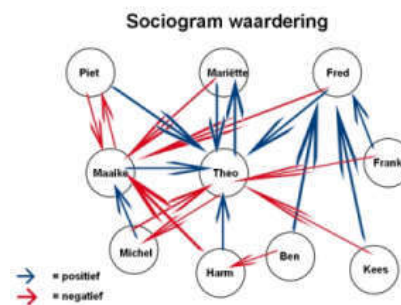 Sociogram waardering
Piet
Mariëtte
Fred
Maaike
Theo
Frank
Michel
Harm
Ben
Kees
= positief
= negatief